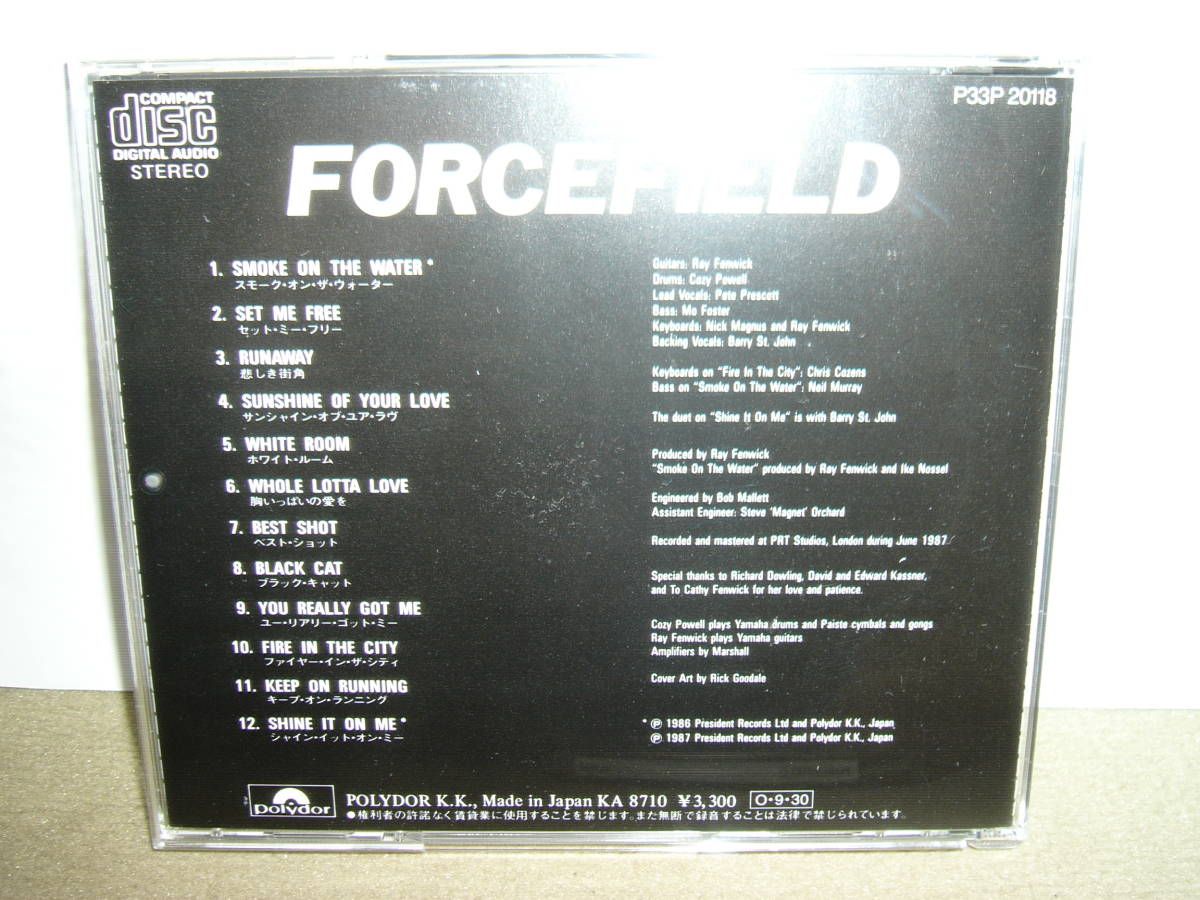 COMPACT
disc
DIGITAL AUDIO
STEREO
P33P 20118
FORCEFIELD
1. SMOKE ON THE WATER*
スモーク・オン・ザ・ウォーター
2. SET ME FREE
セット・ミー・フリー
3. RUNAWAY
悲しき街角
4. SUNSHINE OF YOUR LOVE
サンシャイン・オブ・ユア・ラヴ
5. WHITE ROOM
ホワイト・ルーム
6. WHOLE LOTTA LOVE
胸いっぱいの愛を
7. BEST SHOT
ベスト・ショット
8. BLACK CAT
ブラック・キャット
9. YOU REALLY GOT ME
ユー・リアリー・ゴット・ミー
10. FIRE IN THE CITY
ファイヤー・イン・ザ・シティ
11. KEEP ON RUNNING
キープ・オン・ランニング
12. SHINE IT ON ME*
シャイン・イット・オン・ミー
Guitars: Ray Fenwick
Drums: Cozy Powell
Lead Vocals: Pete Prescott
Bass: Mo Foster
Keyboards: Nick Magnus and Ray Fenwick
Backing Vocals: Barry St. John
Keyboards on "Fire In The City": Chris Cozens
Bass on "Smoke On The Water": Neil Murray
The duet on "Shine It On Me" is with Barry St. John
Produced by Ray Fenwick
"Smoke On The Water" produced by Ray Fenwick and Ike Nossel
Engineered by Bob Mallett
Assistant Engineer: Steve 'Magnet' Orchard
Recorded and mastered at PRT Studios, London during June 1987
Special thanks to Richard Dowling, David and Edward Kassner,
and To Cathy Fenwick for her love and patience.
Cozy Powell plays Yamaha drums and Paiste cymbals and gongs
Ray Fenwick plays Yamaha guitars
Amplifiers by Marshall
Cover Art by Rick Goodale
* ℗ 1986 President Records Ltd and Polydor K.K., Japan
℗ 1987 President Records Ltd and Polydor K.K., Japan
polydor
POLYDOR K.K., Made in Japan KA 8710 ¥3,300 O・9・30
●権利者の許諾なく賃貸業に使用することを禁じます。また無断で録音することは法律で禁じられています。